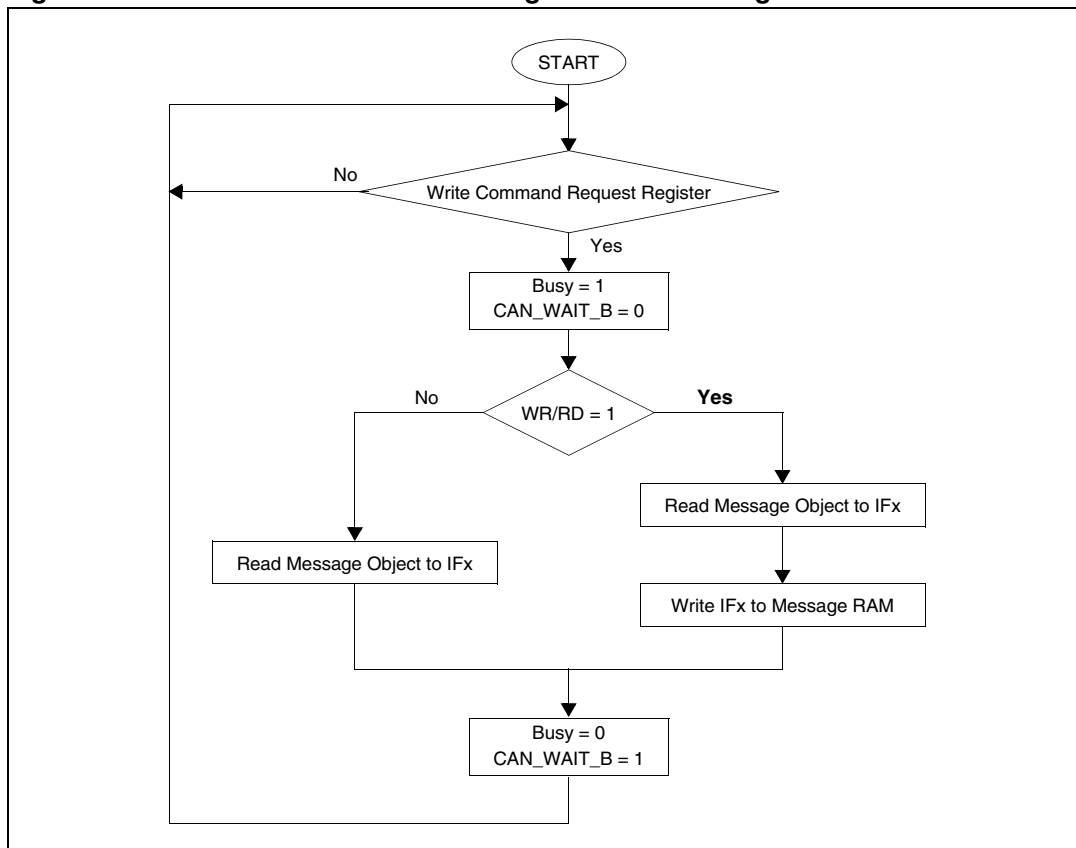 START
No
Write Command Request Register
Yes
Busy = 1
CAN_WAIT_B = 0
No
WR/RD = 1
Yes
Read Message Object to IFx
Read Message Object to IFx
Write IFx to Message RAM
Busy = 0
CAN_WAIT_B = 1